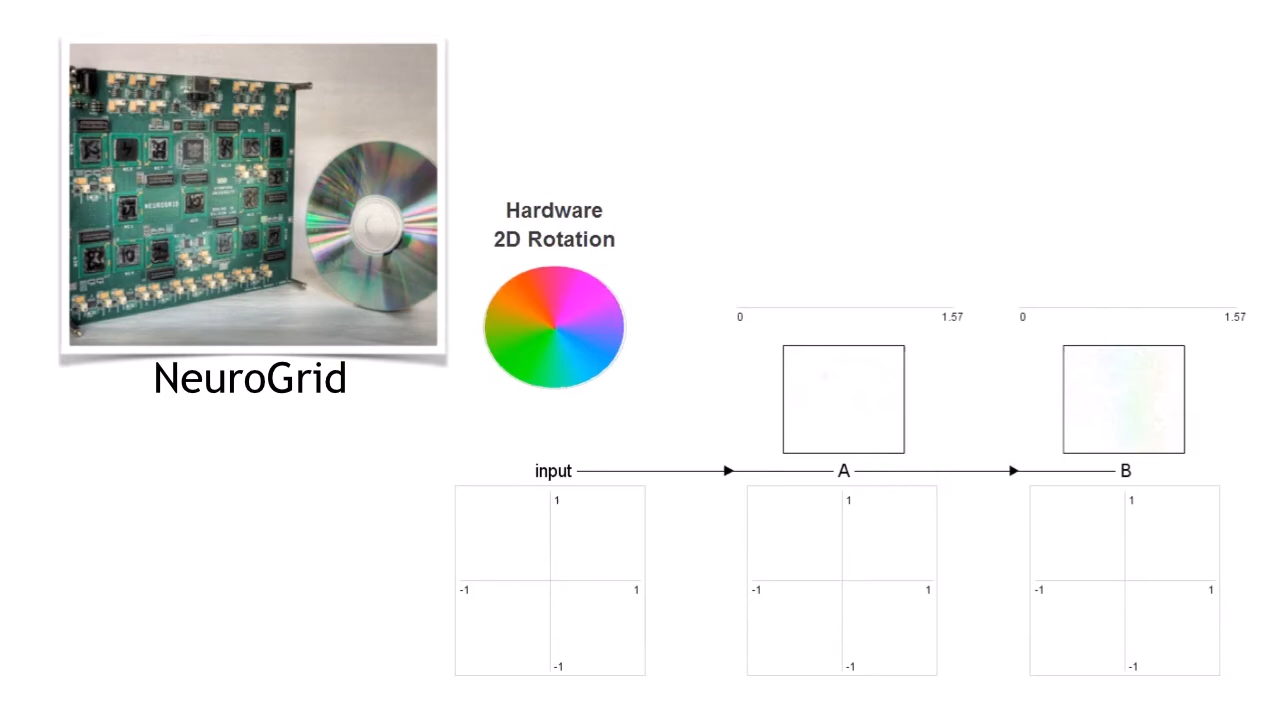 NEUROGRID
NeuroGrid
Hardware
2D Rotation
0 1.57
0 1.57
input A B
1 1 1
-1 1 -1 1 -1 1
-1 -1 -1